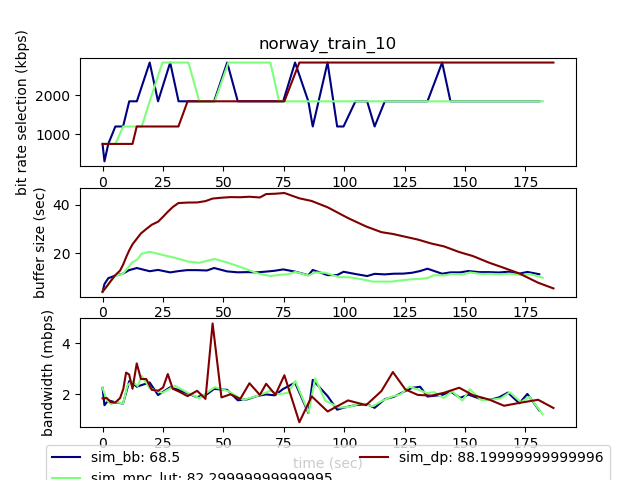 norway_train_10
bit rate selection (kbps)
2000
1000
0 25 50 75 100 125 150 175
buffer size (sec)
40
20
0 25 50 75 100 125 150 175
bandwidth (mbps)
4
2
0 25 50 75 100 125 150 175
time (sec)
sim_bb: 68.5
sim_dp: 88.19999999999996
sim_mpc_lut: 82.29999999999995